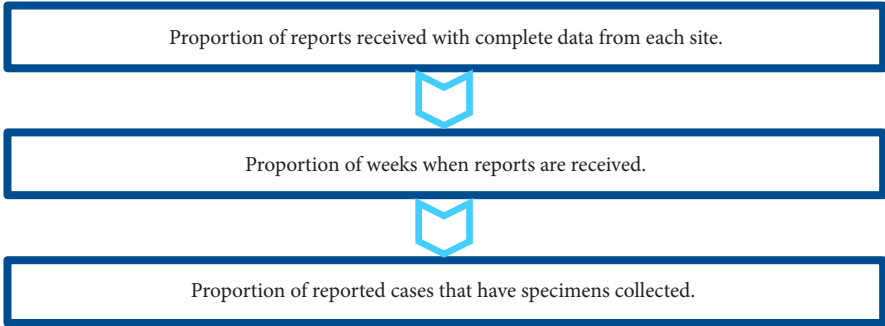 Proportion of reports received with complete data from each site.
Proportion of weeks when reports are received.
Proportion of reported cases that have specimens collected.